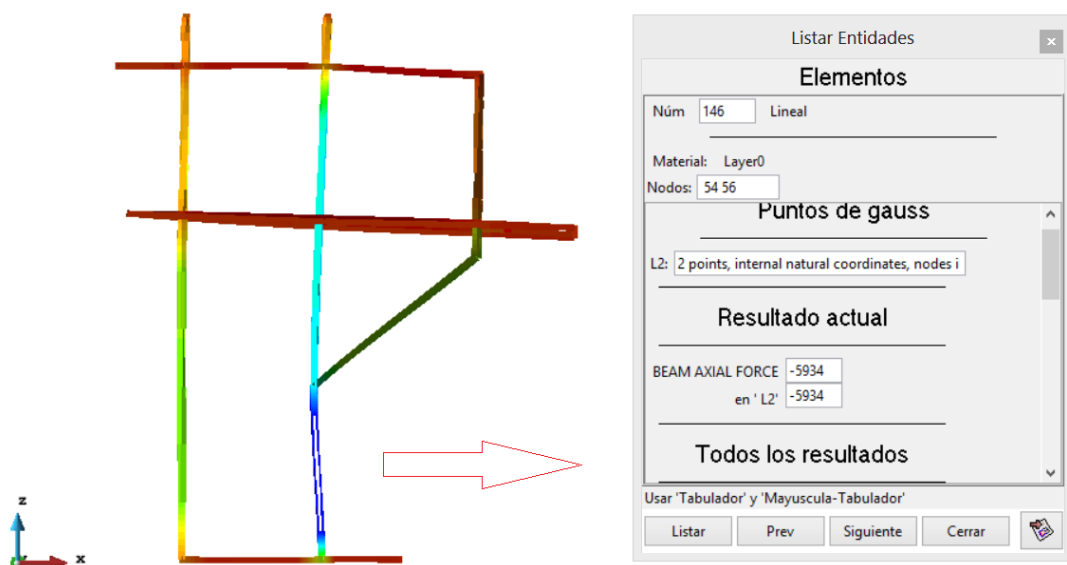 Listar Entidades
x
Elementos
Núm 146 Lineal
Material: Layer0
Nodos: 54 56
Puntos de gauss
L2: 2 points, internal natural coordinates, nodes i
Resultado actual
BEAM AXIAL FORCE -5934
en ' L2' -5934
Todos los resultados
Usar 'Tabulador' y 'Mayuscula-Tabulador'
Listar Prev Siguiente Cerrar
z
x